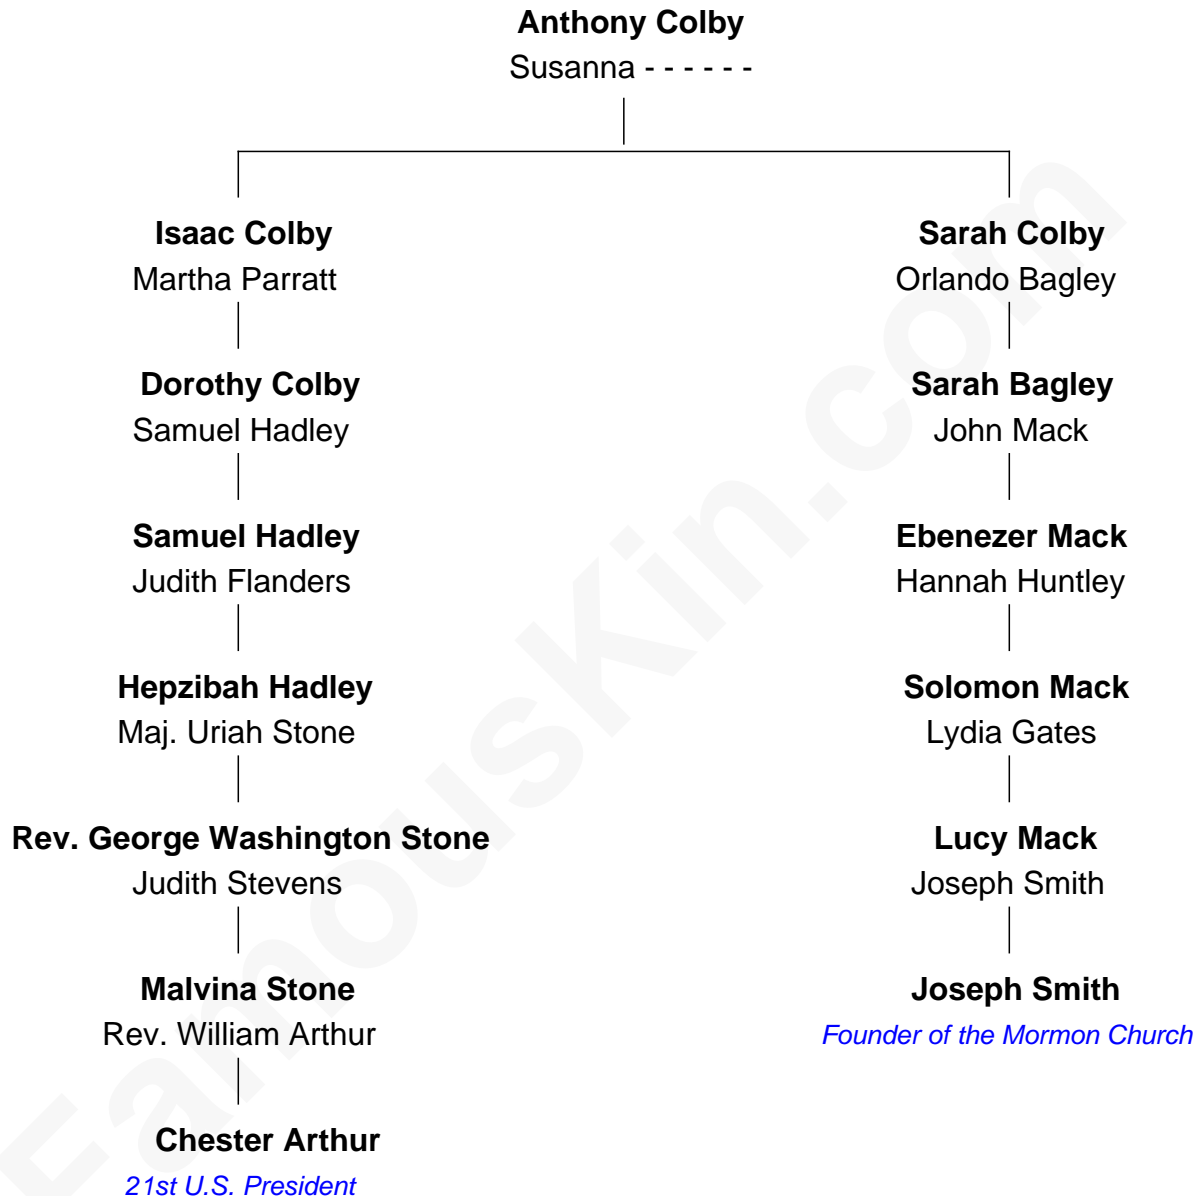 Anthony Colby
Susanna - - - - - -
Isaac Colby
Martha Parratt
Sarah Colby
Orlando Bagley
Dorothy Colby
Samuel Hadley
Sarah Bagley
John Mack
Samuel Hadley
Judith Flanders
Ebenezer Mack
Hannah Huntley
Hepzibah Hadley
Maj. Uriah Stone
Solomon Mack
Lydia Gates
Rev. George Washington Stone
Judith Stevens
Lucy Mack
Joseph Smith
Malvina Stone
Rev. William Arthur
Joseph Smith
Founder of the Mormon Church
Chester Arthur
21st U.S. President
FamousKin.com